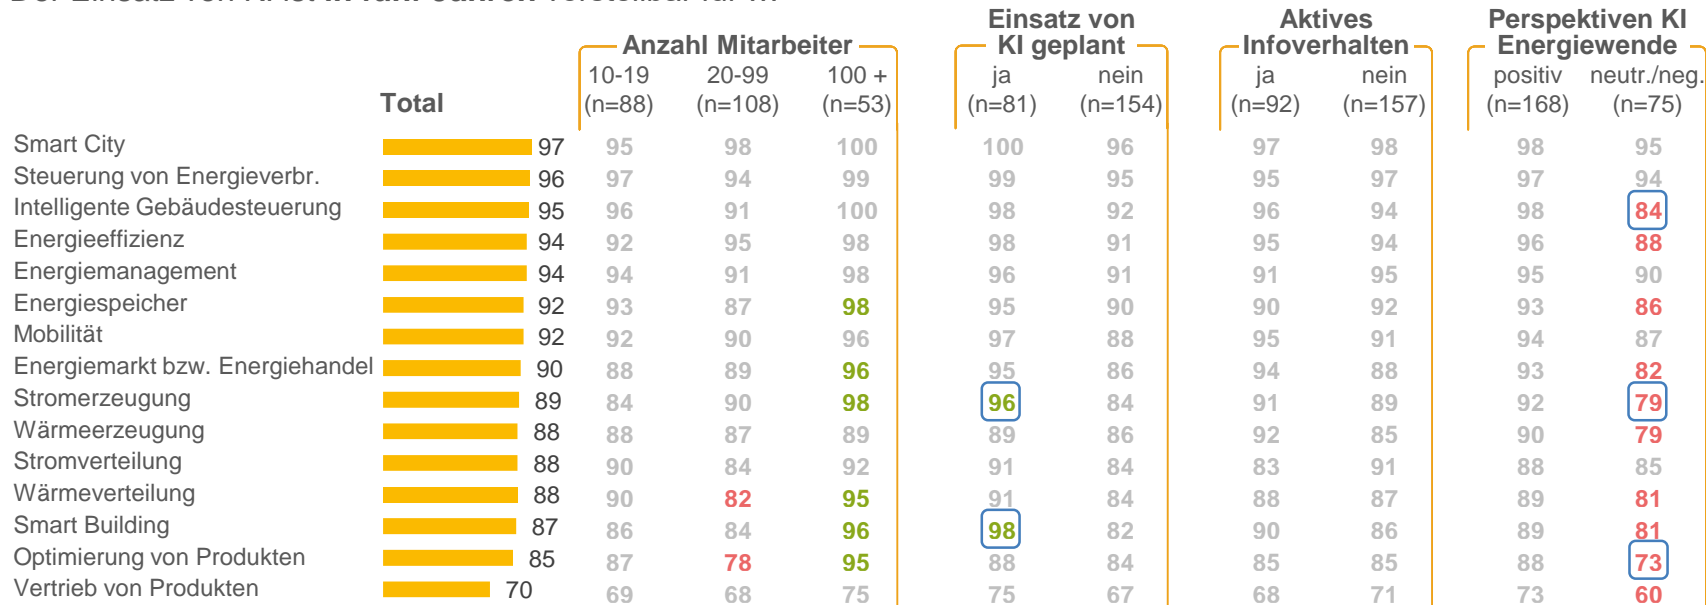 Einsatz von Aktives Perspektiven KI
Anzahl Mitarbeiter KI geplant Infoverhalten Energiewende
10-19 20-99 100 + ja nein ja nein positiv neutr./neg.
Total (n=88) (n=108) (n=53) (n=81) (n=154) (n=92) (n=157) (n=168) (n=75)
Smart City 97 95 98 100 100 96 97 98 98 95
Steuerung von Energieverbr. 96 97 94 99 99 95 95 97 97 94
Intelligente Gebäudesteuerung 95 96 91 100 98 92 96 94 98 84
Energieeffizienz 94 92 95 98 98 91 95 94 96 88
Energiemanagement 94 94 91 98 96 91 91 95 95 90
Energiespeicher 92 93 87 98 95 90 90 92 93 86
Mobilität 92 92 90 96 97 88 95 91 94 87
Energiemarkt bzw. Energiehandel 90 88 89 96 95 86 94 88 93 82
Stromerzeugung 89 84 90 98 96 84 91 89 92 79
Wärmeerzeugung 88 88 87 89 89 86 92 85 90 79
Stromverteilung 88 90 84 92 91 84 83 91 88 85
Wärmeverteilung 88 90 82 95 91 84 88 87 89 81
Smart Building 87 86 84 96 98 82 90 86 89 81
Optimierung von Produkten 85 87 78 95 88 84 85 85 88 73
Vertrieb von Produkten 70 69 68 75 75 67 68 71 73 60